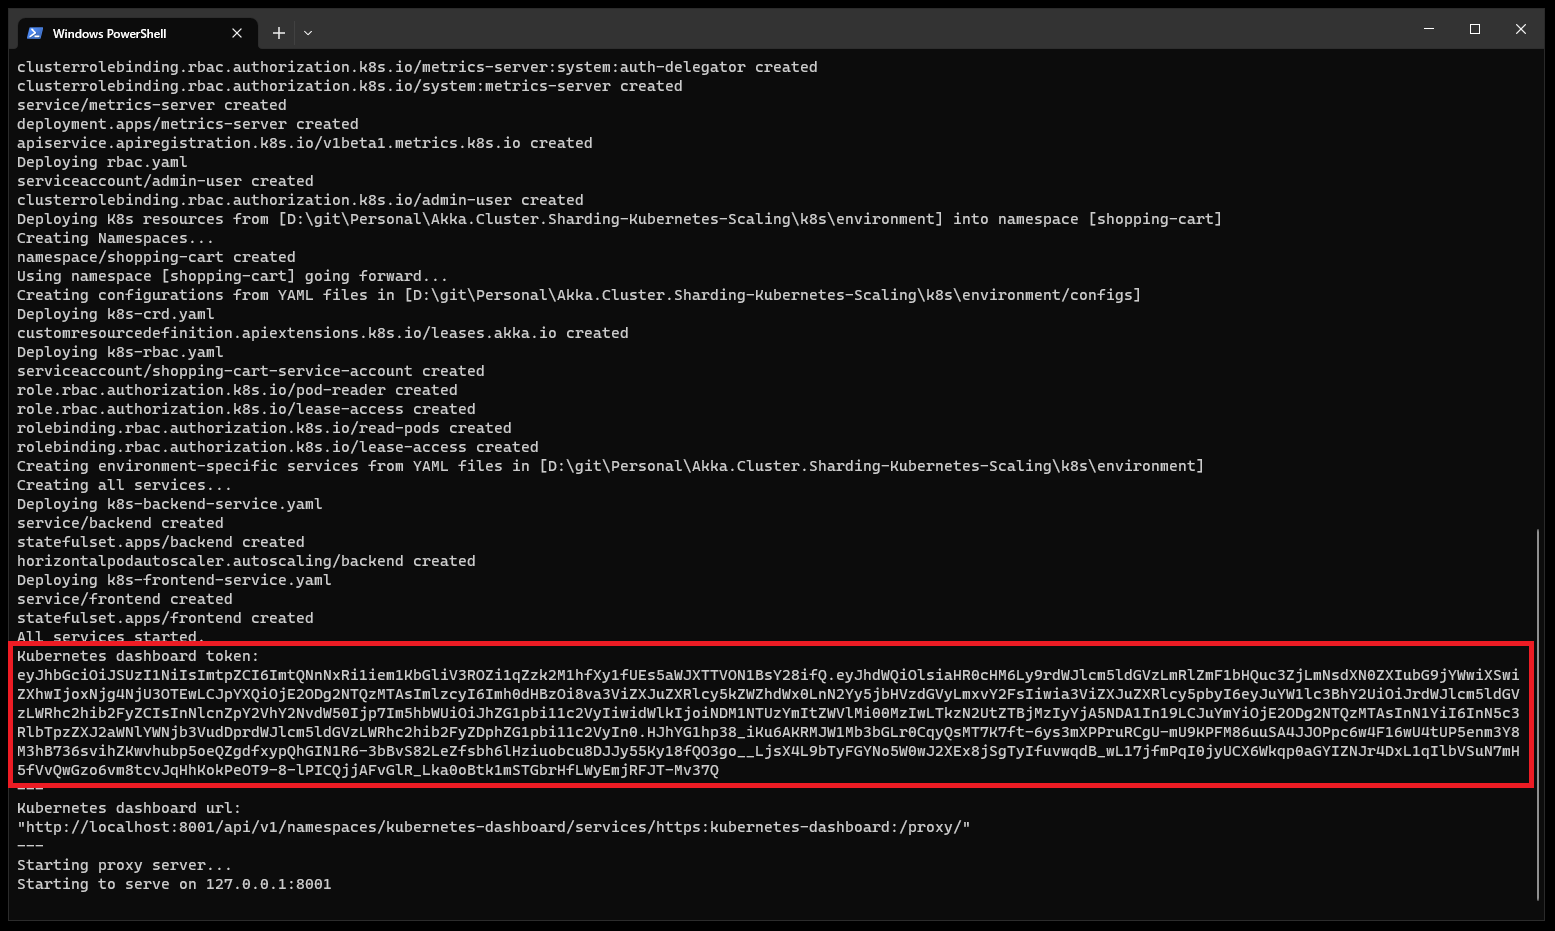 Windows PowerShell
clusterrolebinding.rbac.authorization.k8s.io/metrics-server:system:auth-delegator created
clusterrolebinding.rbac.authorization.k8s.io/system:metrics-server created
service/metrics-server created
deployment.apps/metrics-server created
apiservice.apiregistration.k8s.io/v1beta1.metrics.k8s.io created
Deploying rbac.yaml
serviceaccount/admin-user created
clusterrolebinding.rbac.authorization.k8s.io/admin-user created
Deploying K8s resources from [D:\git\Personal\Akka.Cluster.Sharding-Kubernetes-Scaling\k8s\environment] into namespace [shopping-cart]
Creating Namespaces...
namespace/shopping-cart created
Using namespace [shopping-cart] going forward...
Creating configurations from YAML files in [D:\git\Personal\Akka.Cluster.Sharding-Kubernetes-Scaling\k8s\environment/configs]
Deploying k8s-crd.yaml
customresourcedefinition.apiextensions.k8s.io/leases.akka.io created
Deploying k8s-rbac.yaml
serviceaccount/shopping-cart-service-account created
role.rbac.authorization.k8s.io/pod-reader created
role.rbac.authorization.k8s.io/lease-access created
rolebinding.rbac.authorization.k8s.io/read-pods created
rolebinding.rbac.authorization.k8s.io/lease-access created
Creating environment-specific services from YAML files in [D:\git\Personal\Akka.Cluster.Sharding-Kubernetes-Scaling\k8s\environment]
Creating all services...
Deploying k8s-backend-service.yaml
service/backend created
statefulset.apps/backend created
horizontalpodautoscaler.autoscaling/backend created
Deploying k8s-frontend-service.yaml
service/frontend created
statefulset.apps/frontend created
All services started.
Kubernetes dashboard token:
eyJhbGciOiJSUzI1NiIsImtpZCI6ImtQNnNxRi1iem1KbGliV3ROZi1qZzk2M1hfXy1fUEs5aWJXTTVON1BsY28ifQ.eyJhdWQiOlsiaHR0cHM6Ly9rdWJlcm5ldGVzLmRlZmF1bHQuc3ZjLmNsdXN0ZXIubG9jYWwiXSwi
ZXhwIjoxNjg4NjU3OTEwLCJpYXQiOjE2ODg2NTQzMTAsImlzcyI6Imh0dHBzOi8va3ViZXJuZXRlcy5kZWZhdWx0LnN2Yy5jbHVzdGVyLmxvY2FsIiwia3ViZXJuZXRlcy5pbyI6eyJuYW1lc3BhY2UiOiJrdWJlcm5ldGV
zLWRhc2hib2FyZCIsInNlcnZpY2VhY2NvdW50Ijp7Im5hbWUiOiJhZG1pbi11c2VyIiwidWlkIjoiNDM1NTUzYmItZWVlMi00MzIwLTkzN2UtZTBjMzIyYjA5NDA1In19LCJuYmYiOjE2ODg2NTQzMTAsInN1YiI6InN5c3
RlbTpzZXJ2aWNlYWNjb3VudDprdWJlcm5ldGVzLWRhc2hib2FyZDphZG1pbi11c2VyIn0.HJhYG1hp38_iKu6AKRMJW1Mb3bGLr0CqyQsMT7K7ft-6ys3mXPPruRCgU-mU9KPFM86uuSA4JJOPpc6w4F16wU4tUP5enm3Y8
M3hB736svihZKwvhubp5oeQZgdfxypQhGIN1R6-3bBvS82LeZfsbh6lHziuobcu8DJJy55Ky18fQO3go__LjsX4L9bTyFGYNo5W0wJ2XEx8jSgTyIfuvwqdB_wL17jfmPqI0jyUCX6Wkqp0aGYIZNJr4DxL1qIlbVSuN7mH
5fVvQwGzo6vm8tcvJqHhKokPeOT9-8-lPICQjjAFvGlR_Lka0oBtk1mSTGbrHfLWyEmjRFJT-Mv37Q
---
Kubernetes dashboard url:
"http://localhost:8001/api/v1/namespaces/kubernetes-dashboard/services/https:kubernetes-dashboard:/proxy/"
---
Starting proxy server...
Starting to serve on 127.0.0.1:8001